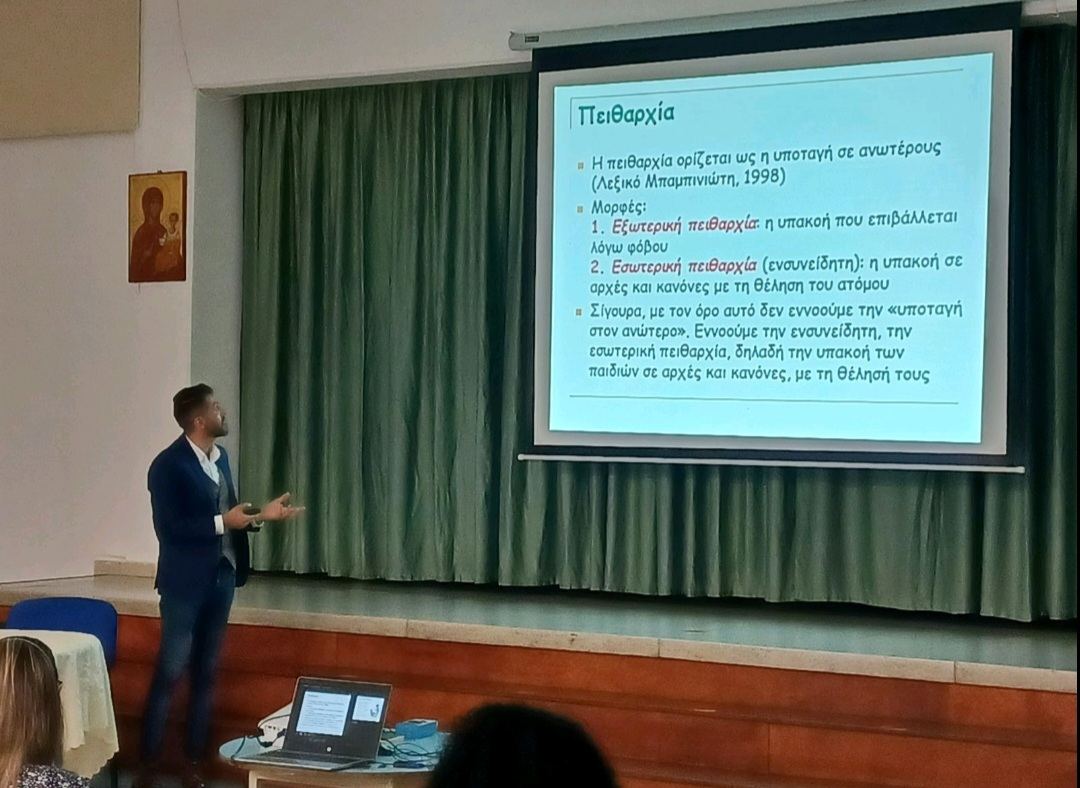 Πειθαρχία
Η πειθαρχία ορίζεται ως η υποταγή σε ανωτέρους
(Λεξικό Μπαμπινιώτη, 1998)
Μορφές:
1. Εξωτερική πειθαρχία: η υπακοή που επιβάλλεται
λόγω φόβου
2. Εσωτερική πειθαρχία (ενσυνείδητη): η υπακοή σε
αρχές και κανόνες με τη θέληση του ατόμου
Σίγουρα, με τον όρο αυτό δεν εννοούμε την «υποταγή
στον ανώτερο». Εννοούμε την ενσυνείδητη, την
εσωτερική πειθαρχία, δηλαδή την υπακοή των
παιδιών σε αρχές και κανόνες, με τη θέλησή τους